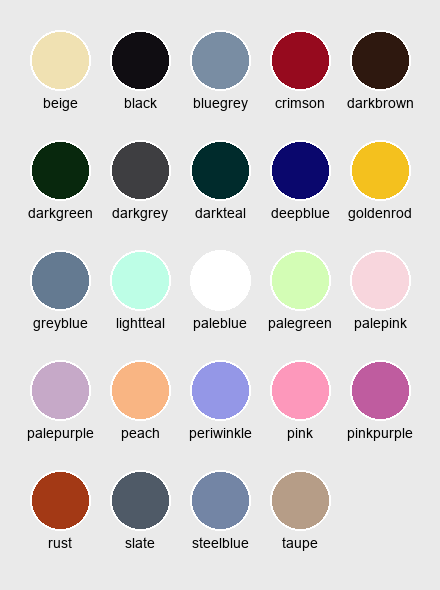 beige black bluegrey crimson darkbrown
darkgreen darkgrey darkteal deepblue goldenrod
greyblue lightteal paleblue palegreen palepink
palepurple peach periwinkle pink pinkpurple
rust slate steelblue taupe